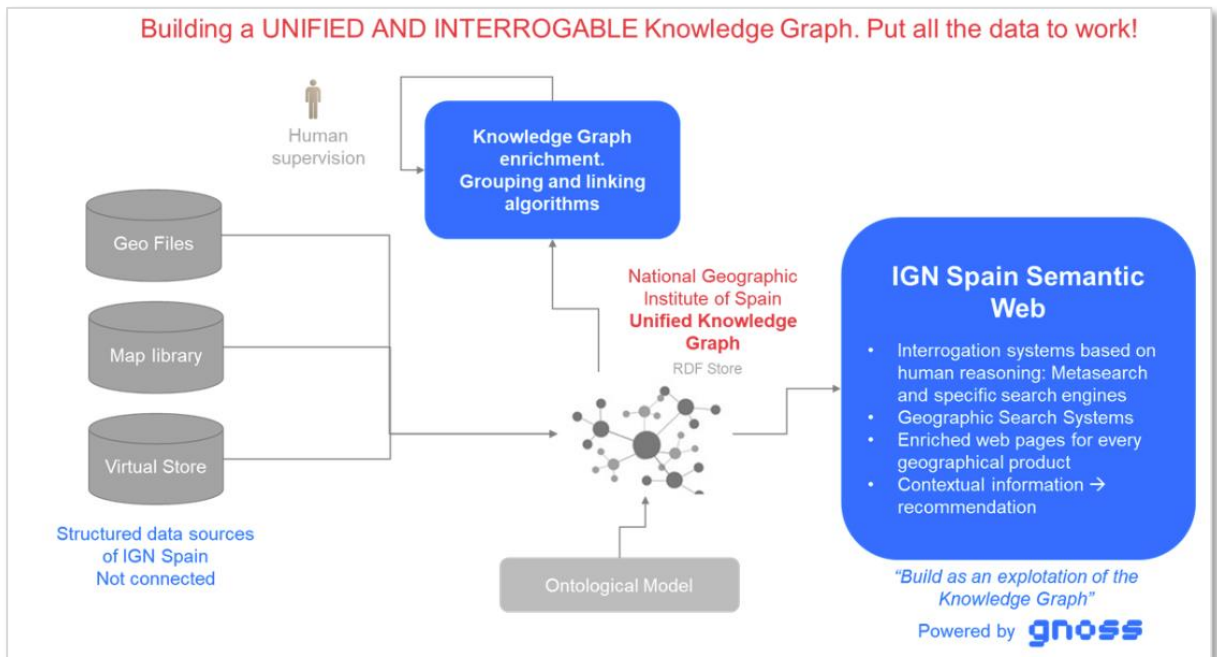 Building a UNIFIED AND INTERROGABLE Knowledge Graph. Put all the data to work!
Human
supervision
Knowledge Graph
enrichment.
Grouping and linking
algorithms
Geo Files
Map library
Virtual Store
Structured data sources
of IGN Spain
Not connected
National Geographic
Institute of Spain
Unified Knowledge
Graph
RDF Store
Ontological Model
IGN Spain Semantic
Web
• Interrogation systems based on
human reasoning: Metasearch
and specific search engines
• Geographic Search Systems
• Enriched web pages for every
geographical product
• Contextual information →
recommendation
“Build as an explotation of the
Knowledge Graph”
Powered by gnoss